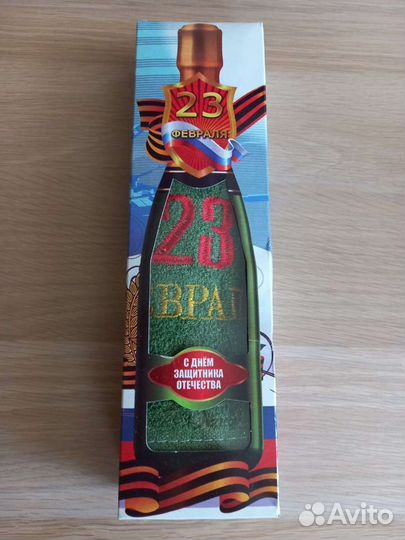 23
ФЕВРАЛЯ
23
ВРАЛ
С ДНЁМ
ЗАЩИТНИКА
ОТЕЧЕСТВА
Avito